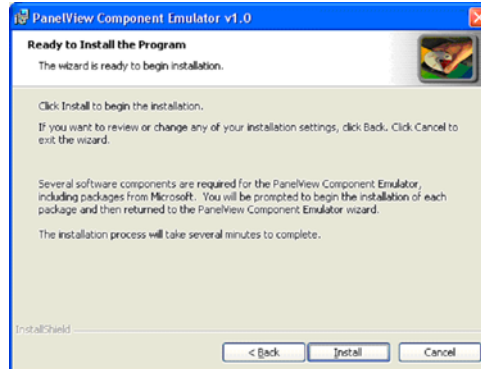 PanelView Component Emulator v1.0
Ready to Install the Program
The wizard is ready to begin installation.
Click Install to begin the installation.
If you want to review or change any of your installation settings, click Back. Click Cancel to
exit the wizard.
Several software components are required for the PanelView Component Emulator,
including packages from Microsoft. You will be prompted to begin the installation of each
package and then returned to the PanelView Component Emulator wizard.
The installation process will take several minutes to complete.
InstallShield
< Back
Install
Cancel